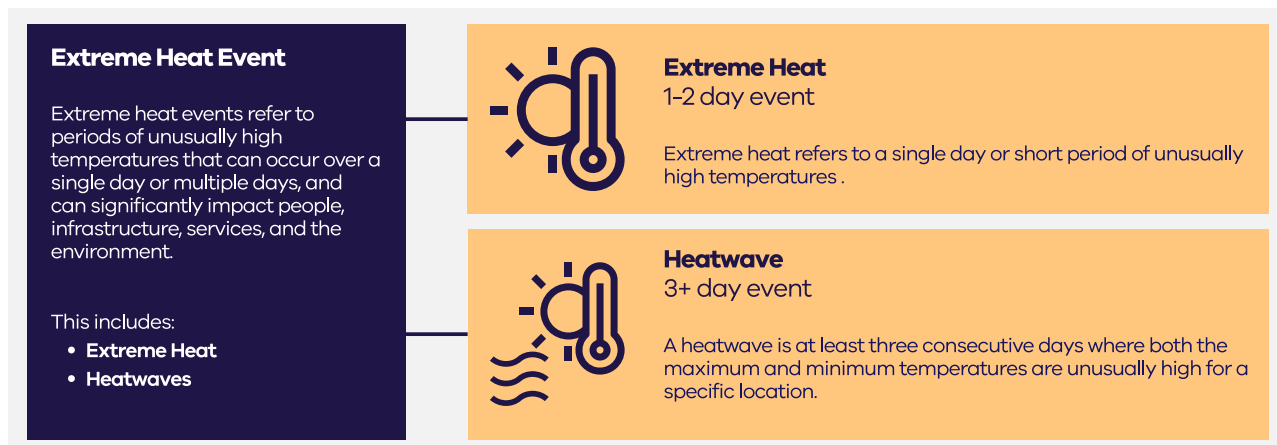 Extreme Heat Event
Extreme heat events refer to
periods of unusually high
temperatures that can occur over a
single day or multiple days, and
can significantly impact people,
infrastructure, services, and the
environment.
This includes:
• Extreme Heat
• Heatwaves
Extreme Heat
1-2 day event
Extreme heat refers to a single day or short period of unusually
high temperatures .
Heatwave
3+ day event
A heatwave is at least three consecutive days where both the
maximum and minimum temperatures are unusually high for a
specific location.